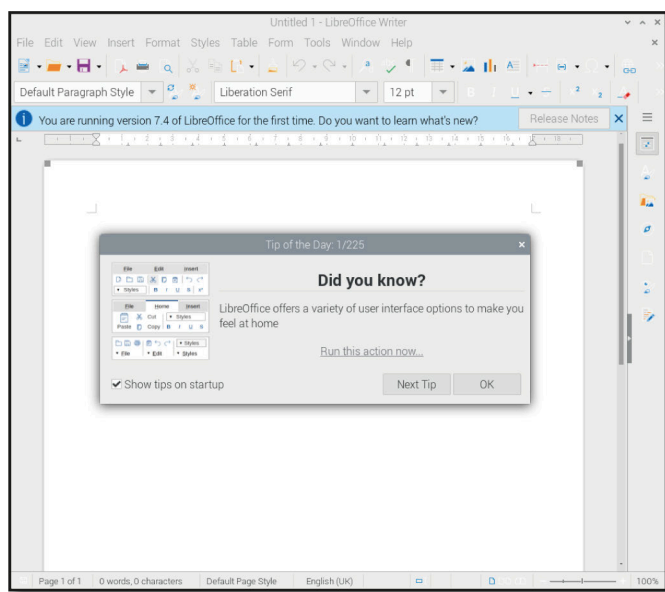 Untitled 1 - LibreOffice Writer
File Edit View Insert Format Styles Table Form Tools Window Help
Default Paragraph Style Liberation Serif 12 pt B I U
You are running version 7.4 of LibreOffice for the first time. Do you want to learn what's new? Release Notes
Tip of the Day: 1/225
File Edit Insert
Styles B I U S
File Home Insert
Cut Styles
Paste Copy B I U S
Styles
File Edit Styles
Did you know?
LibreOffice offers a variety of user interface options to make you
feel at home
Run this action now...
Show tips on startup Next Tip OK
Page 1 of 1 0 words, 0 characters Default Page Style English (UK) 100%